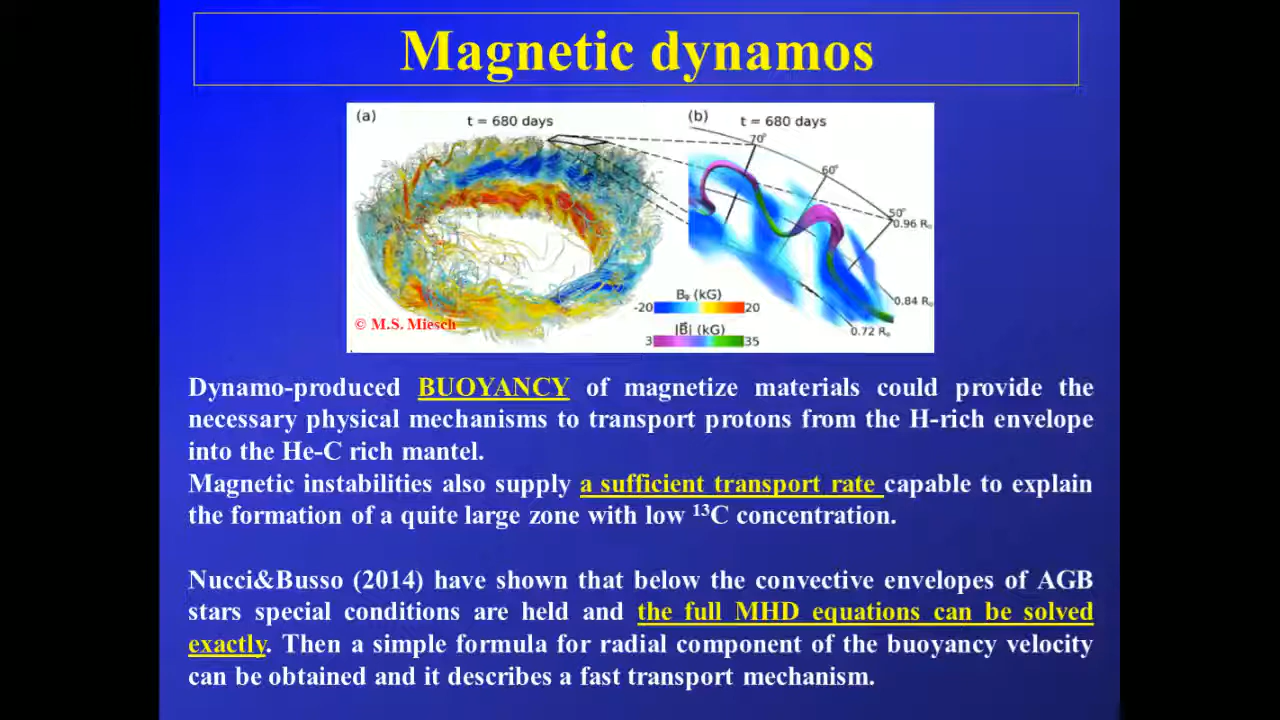 Magnetic dynamos
(a)
t = 680 days
(b)
t = 680 days
70°
60°
50°
0.96 R☉
0.84 R☉
0.72 R☉
Bφ (kG)
-20 20
|B⃗| (kG)
3 35
© M.S. Miesch
Dynamo-produced BUOYANCY of magnetize materials could provide the
necessary physical mechanisms to transport protons from the H-rich envelope
into the He-C rich mantel.
Magnetic instabilities also supply a sufficient transport rate capable to explain
the formation of a quite large zone with low ¹³C concentration.
Nucci&Busso (2014) have shown that below the convective envelopes of AGB
stars special conditions are held and the full MHD equations can be solved
exactly. Then a simple formula for radial component of the buoyancy velocity
can be obtained and it describes a fast transport mechanism.